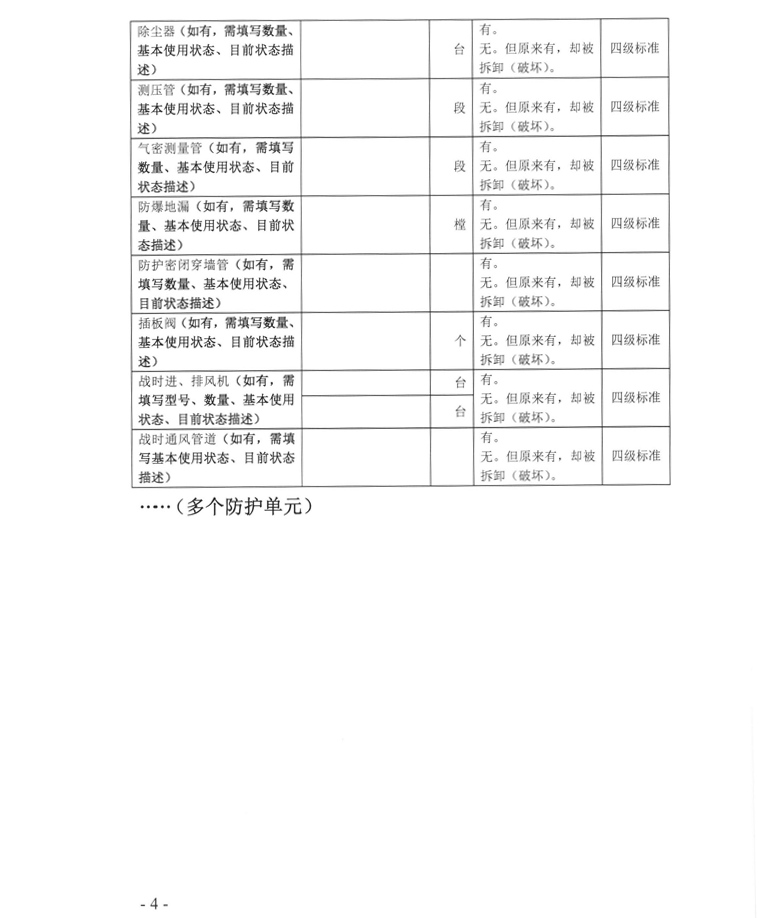 除尘器（如有，需填写数量、
基本使用状态、目前状态描
述）
台
有。
无。但原来有，却被
拆卸（破坏）。
四级标准
测压管（如有，需填写数量、
基本使用状态、目前状态描
述）
段
有。
无。但原来有，却被
拆卸（破坏）。
四级标准
气密测量管（如有，需填写
数量、基本使用状态、目前
状态描述）
段
有。
无。但原来有，却被
拆卸（破坏）。
四级标准
防爆地漏（如有，需填写数
量、基本使用状态、目前状
态描述）
樘
有。
无。但原来有，却被
拆卸（破坏）。
四级标准
防护密闭穿墙管（如有，需
填写数量、基本使用状态、
目前状态描述）
有。
无。但原来有，却被
拆卸（破坏）。
四级标准
插板阀（如有，需填写数量、
基本使用状态、目前状态描
述）
个
有。
无。但原来有，却被
拆卸（破坏）。
四级标准
战时进、排风机（如有，需
填写型号、数量、基本使用
状态、目前状态描述）
台
台
有。
无。但原来有，却被
拆卸（破坏）。
四级标准
战时通风管道（如有，需填
写基本使用状态、目前状态
描述）
有。
无。但原来有，却被
拆卸（破坏）。
四级标准
……（多个防护单元）
- 4 -